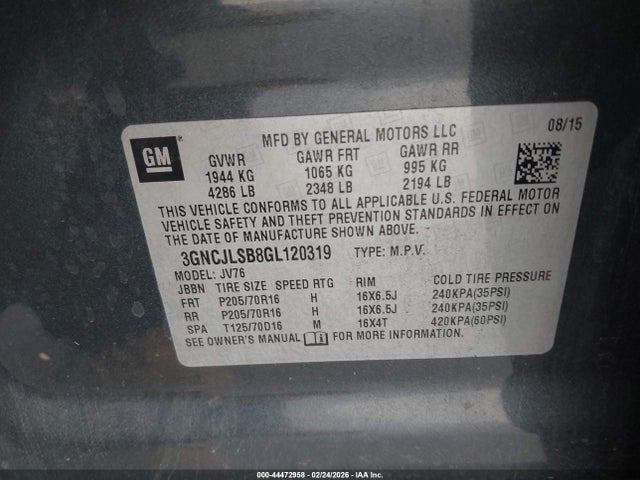 MFD BY GENERAL MOTORS LLC 08/15
GM
GVWR GAWR FRT GAWR RR
1944 KG 1065 KG 995 KG
4286 LB 2348 LB 2194 LB
THIS VEHICLE CONFORMS TO ALL APPLICABLE U.S. FEDERAL MOTOR
VEHICLE SAFETY AND THEFT PREVENTION STANDARDS IN EFFECT ON
THE DATE OF MANUFACTURE SHOWN ABOVE.
3GNCJLSB8GL120319 TYPE: M.P.V.
MODEL: JV76
JBBN TIRE SIZE SPEED RTG RIM COLD TIRE PRESSURE
FRT P205/70R16 H 16X6.5J 240KPA(35PSI)
RR P205/70R16 H 16X6.5J 240KPA(35PSI)
SPA T125/70D16 M 16X4T 420KPA(60PSI)
SEE OWNER'S MANUAL FOR ADDITIONAL INFORMATION.
© 44472958 - 02/24/2026 - IAA Inc.